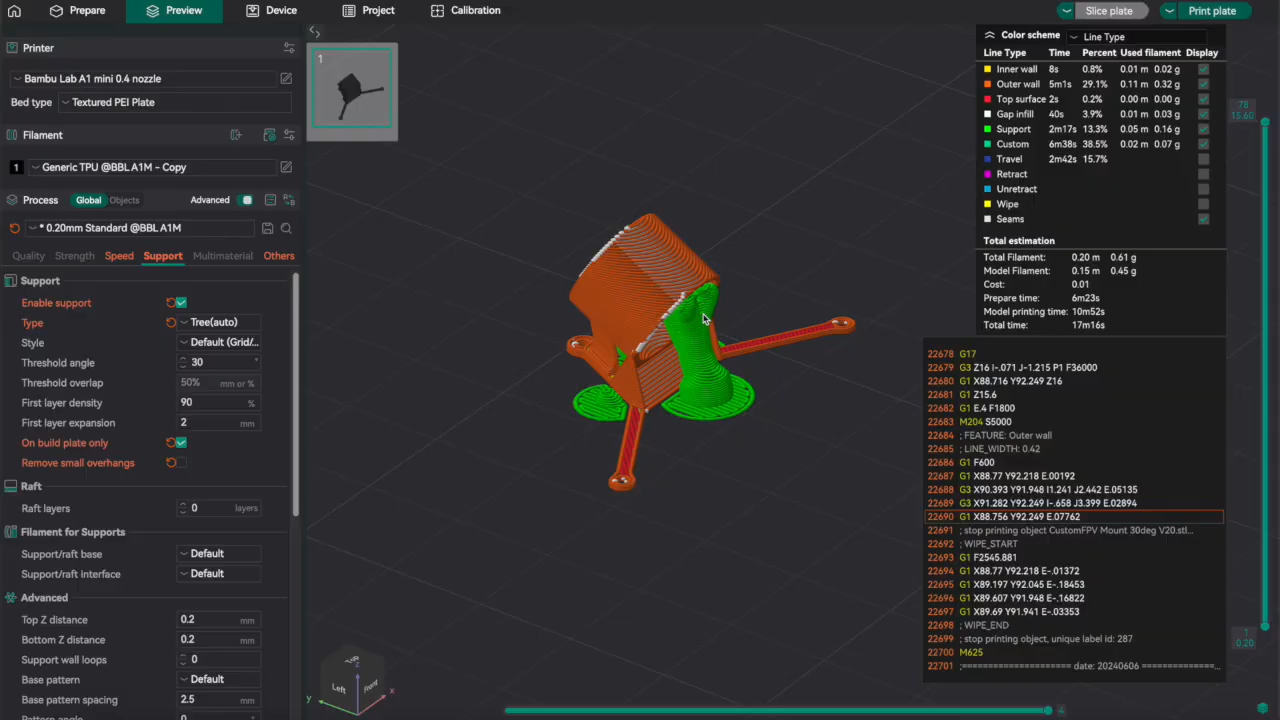 Prepare
Preview
Device
Project
Calibration
Slice plate
Print plate
Printer
Bambu Lab A1 mini 0.4 nozzle
Bed type
Textured PEI Plate
Filament
1
Generic TPU @BBL A1M - Copy
Process
Global
Objects
Advanced
* 0.20mm Standard @BBL A1M
Quality
Strength
Speed
Support
Multimaterial
Others
Support
Enable support
Type
Tree(auto)
Style
Default (Grid/...
Threshold angle
30
°
Threshold overlap
50%
mm or %
First layer density
90
%
First layer expansion
2
mm
On build plate only
Remove small overhangs
Raft
Raft layers
0
layers
Filament for Supports
Support/raft base
Default
Support/raft interface
Default
Advanced
Top Z distance
0.2
mm
Bottom Z distance
0.2
mm
Support wall loops
0
Base pattern
Default
Base pattern spacing
2.5
mm
Pattern angle
0
1
Color scheme
Line Type
Line Type Time Percent Used filament Display
Inner wall 8s 0.8% 0.01 m 0.02 g
Outer wall 5m1s 29.1% 0.11 m 0.32 g
Top surface 2s 0.2% 0.00 m 0.00 g
Gap infill 40s 3.9% 0.01 m 0.03 g
Support 2m17s 13.3% 0.05 m 0.16 g
Custom 6m38s 38.5% 0.02 m 0.07 g
Travel 2m42s 15.7%
Retract
Unretract
Wipe
Seams
Total estimation
Total Filament: 0.20 m 0.61 g
Model Filament: 0.15 m 0.45 g
Cost: 0.01
Prepare time: 6m23s
Model printing time: 10m52s
Total time: 17m16s
78
15.60
22678 G17
22679 G3 Z16 I-.071 J-1.215 P1 F36000
22680 G1 X88.716 Y92.249 Z16
22681 G1 Z15.6
22682 G1 E.4 F1800
22683 M204 S5000
22684 ; FEATURE: Outer wall
22685 ; LINE_WIDTH: 0.42
22686 G1 F600
22687 G1 X88.77 Y92.218 E.00192
22688 G3 X90.393 Y91.948 I1.241 J2.442 E.05135
22689 G3 X91.282 Y92.249 I-.658 J3.399 E.02894
22690 G1 X88.756 Y92.249 E.07762
22691 ; stop printing object CustomFPV Mount 30deg V20.stl...
22692 ; WIPE_START
22693 G1 F2545.881
22694 G1 X88.77 Y92.218 E-.01372
22695 G1 X89.197 Y92.045 E-.18453
22696 G1 X89.607 Y91.948 E-.16822
22697 G1 X89.69 Y91.941 E-.03353
22698 ; WIPE_END
22699 ; stop printing object, unique label id: 287
22700 M625
22701 ;===================== date: 20240606 ==============...
1
0.20
Top
Left
Front
z
y
x
4